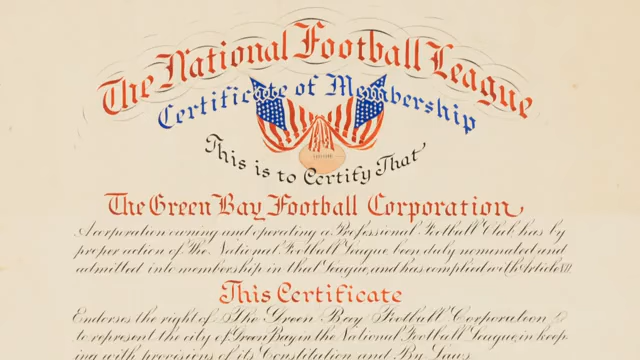 The National Football League
Certificate of Membership
This is to Certify That
The Green Bay Football Corporation
A corporation owning and operating a Professional Football Club, has by
proper action of The National Football League, been duly nominated and
admitted into membership in that League, and has complied with Article VII.
This Certificate
Endorses the right of The Green Bay Football Corporation
to represent the city of Green Bay in the National Football League, in keep-
ing with provisions of its Constitution and By Laws